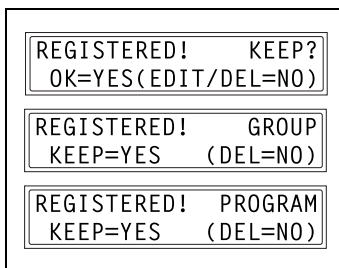 REGISTERED! KEEP?
OK=YES(EDIT/DEL=NO)
REGISTERED! GROUP
KEEP=YES (DEL=NO)
REGISTERED! PROGRAM
KEEP=YES (DEL=NO)